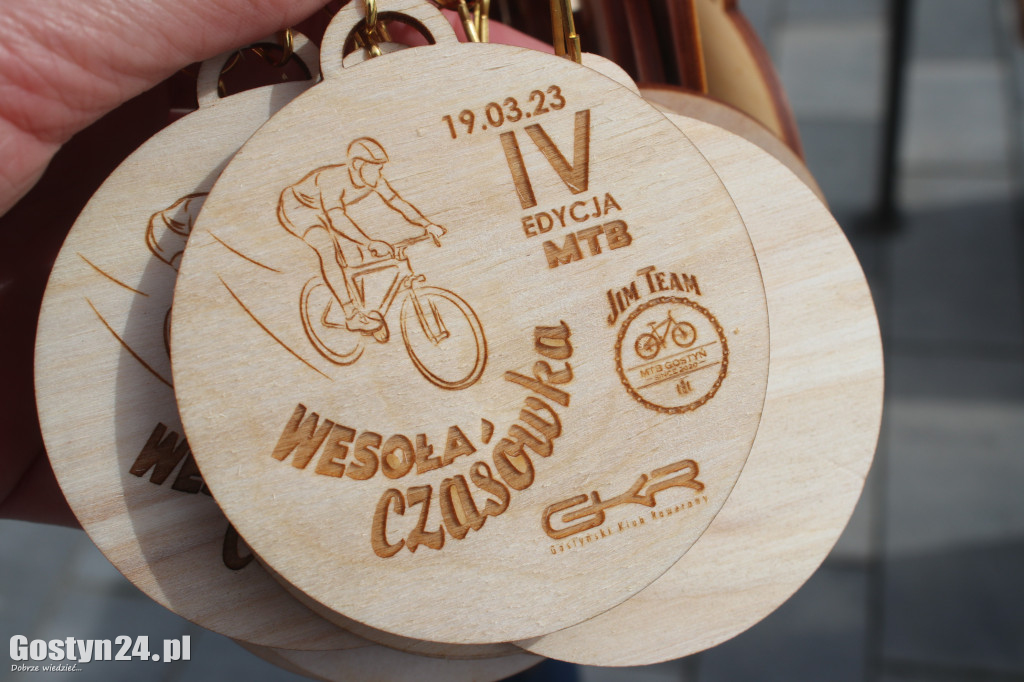 19.03.23
IV
EDYCJA
MTB
JIM TEAM
MTB GOSTYŃ
WESOŁA
czasówka
GKR
Gostyński Klub Rowerowy
WE
Gostyn24.pl
Dobrze wiedzieć...